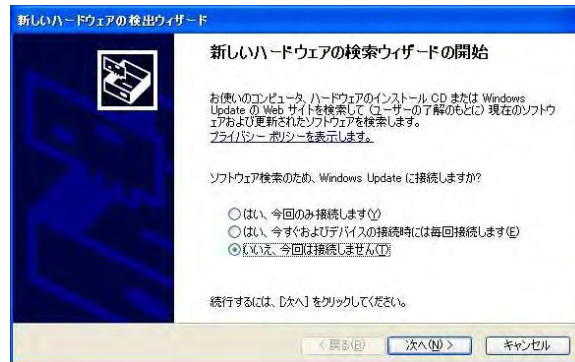 新しいハードウェアの検出ウィザード
新しいハードウェアの検索ウィザードの開始
お使いのコンピュータ、ハードウェアのインストール CD または Windows
Update の Web サイトを検索して (ユーザーの了解のもとに) 現在のソフトウ
ェアおよび更新されたソフトウェアを検索します。
プライバシー ポリシーを表示します。
ソフトウェア検索のため、Windows Update に接続しますか?
はい、今回のみ接続します(Y)
はい、今すぐおよびデバイスの接続時には毎回接続します(E)
いいえ、今回は接続しません(T)
続行するには、[次へ] をクリックしてください。
< 戻る(B)
次へ(N) >
キャンセル